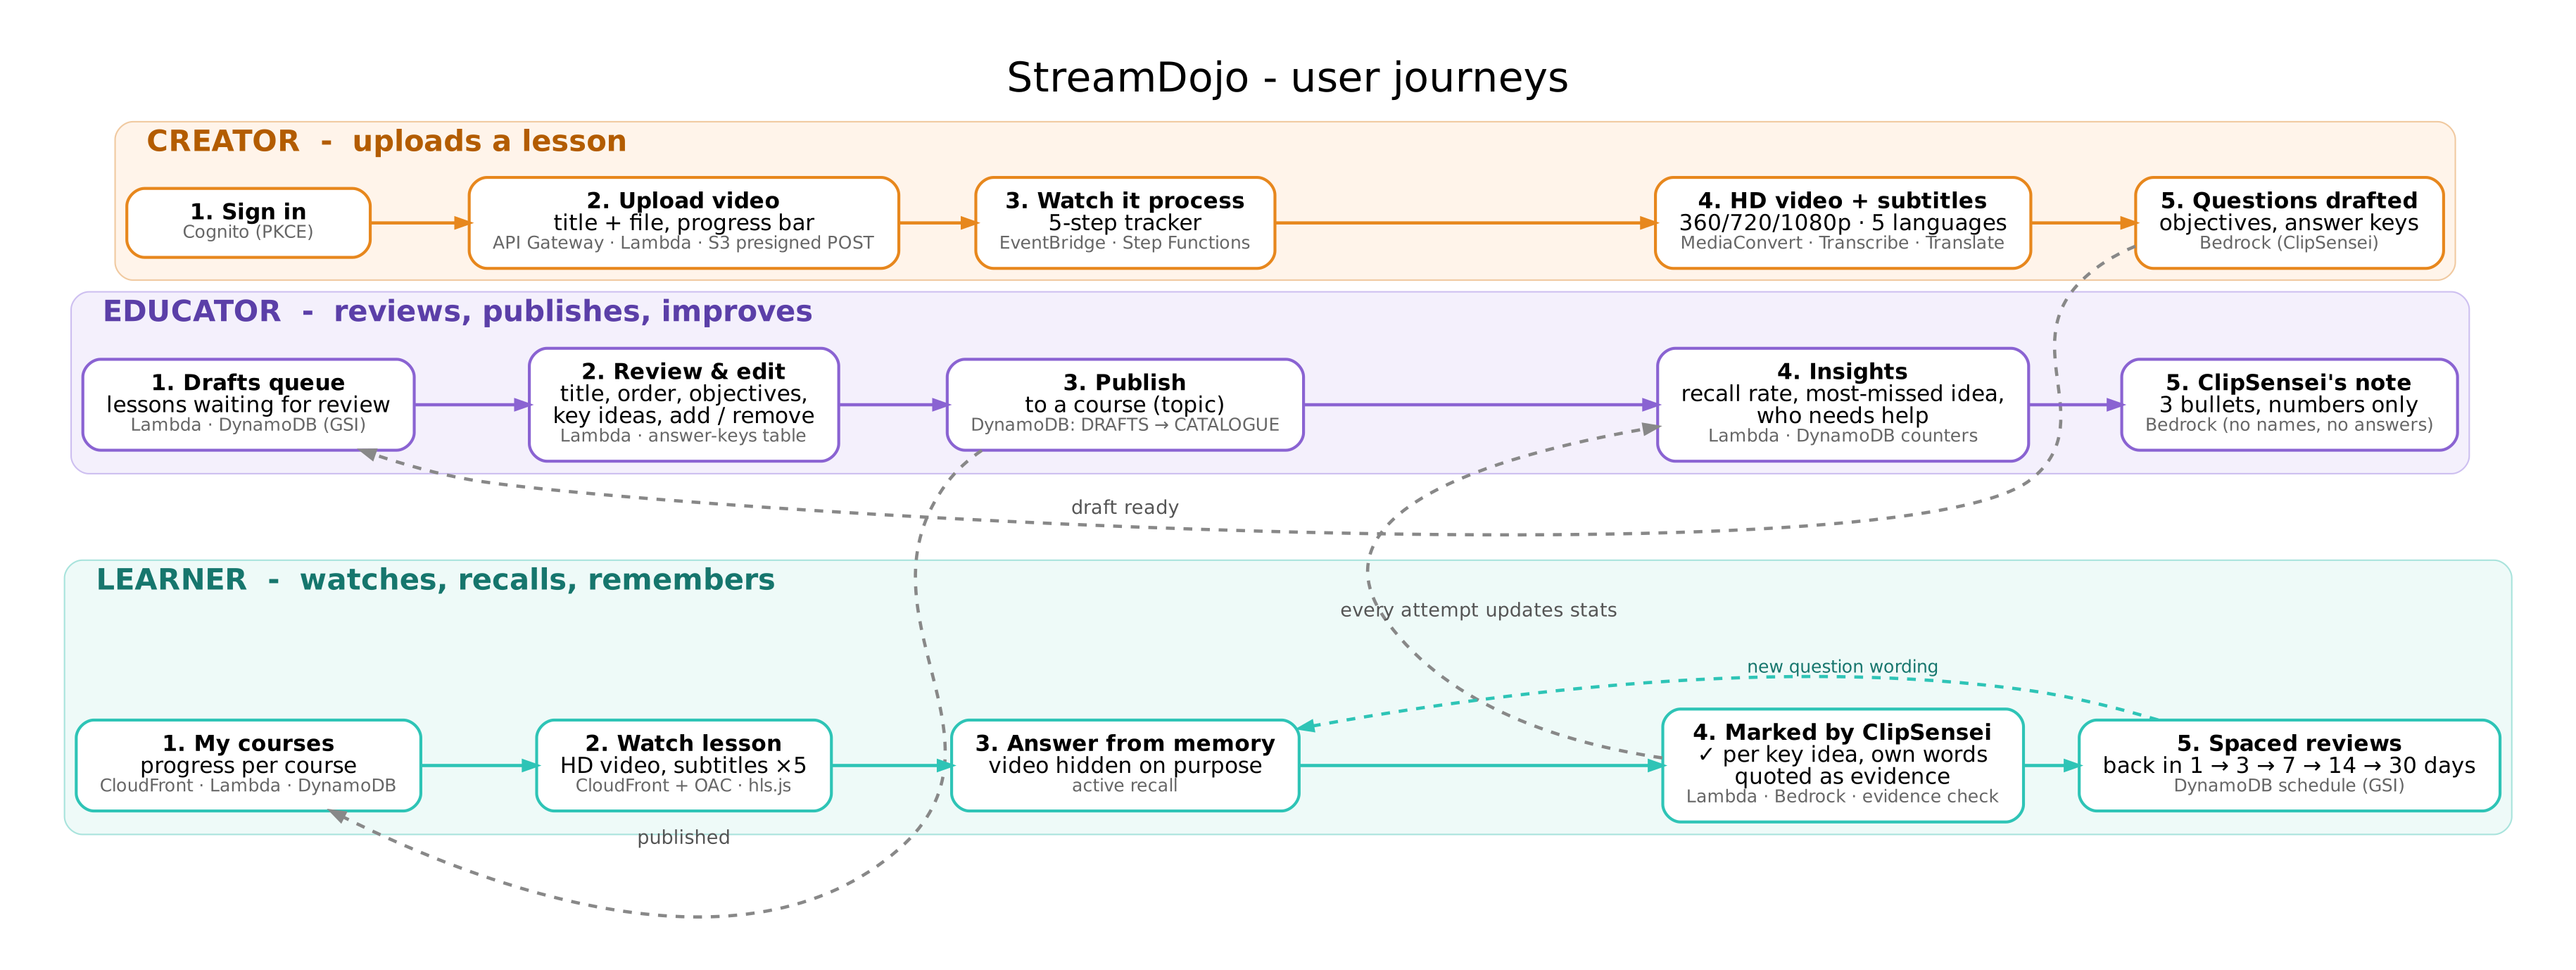 StreamDojo - user journeys
CREATOR - uploads a lesson
1. Sign in
Cognito (PKCE)
2. Upload video
title + file, progress bar
API Gateway · Lambda · S3 presigned POST
3. Watch it process
5-step tracker
EventBridge · Step Functions
4. HD video + subtitles
360/720/1080p · 5 languages
MediaConvert · Transcribe · Translate
5. Questions drafted
objectives, answer keys
Bedrock (ClipSensei)
EDUCATOR - reviews, publishes, improves
1. Drafts queue
lessons waiting for review
Lambda · DynamoDB (GSI)
2. Review & edit
title, order, objectives,
key ideas, add / remove
Lambda · answer-keys table
3. Publish
to a course (topic)
DynamoDB: DRAFTS → CATALOGUE
4. Insights
recall rate, most-missed idea,
who needs help
Lambda · DynamoDB counters
5. ClipSensei's note
3 bullets, numbers only
Bedrock (no names, no answers)
draft ready
LEARNER - watches, recalls, remembers
every attempt updates stats
new question wording
1. My courses
progress per course
CloudFront · Lambda · DynamoDB
2. Watch lesson
HD video, subtitles ×5
CloudFront + OAC · hls.js
3. Answer from memory
video hidden on purpose
active recall
4. Marked by ClipSensei
✓ per key idea, own words
quoted as evidence
Lambda · Bedrock · evidence check
5. Spaced reviews
back in 1 → 3 → 7 → 14 → 30 days
DynamoDB schedule (GSI)
published